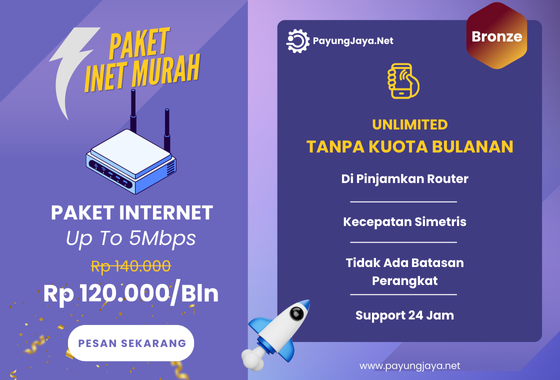 PAKET
INET MURAH
PAKET INTERNET
Up To 5Mbps
Rp 140.000
Rp 120.000/Bln
PESAN SEKARANG
PayungJaya.Net
Bronze
UNLIMITED
TANPA KUOTA BULANAN
Di Pinjamkan Router
Kecepatan Simetris
Tidak Ada Batasan
Perangkat
Support 24 Jam
www.payungjaya.net